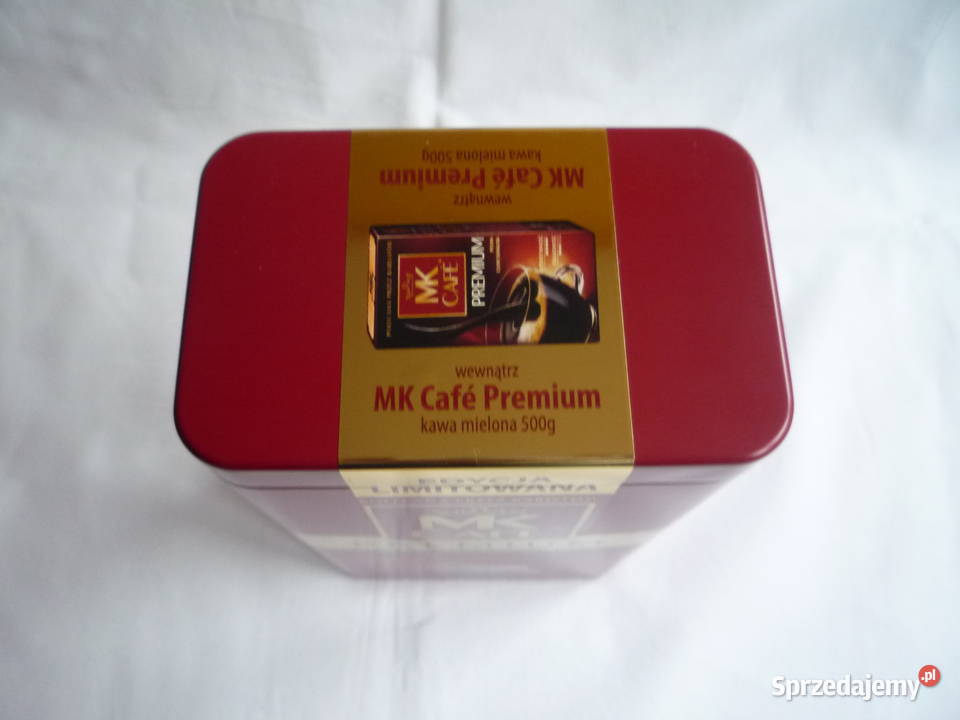 kawa mielona 500g
MK Café Premium
wewnątrz
MK
CAFÉ
PREMIUM
wewnątrz
MK Café Premium
kawa mielona 500g
EDYCJA
LIMITOWANA
MK
CAFÉ
Sprzedajemy.pl